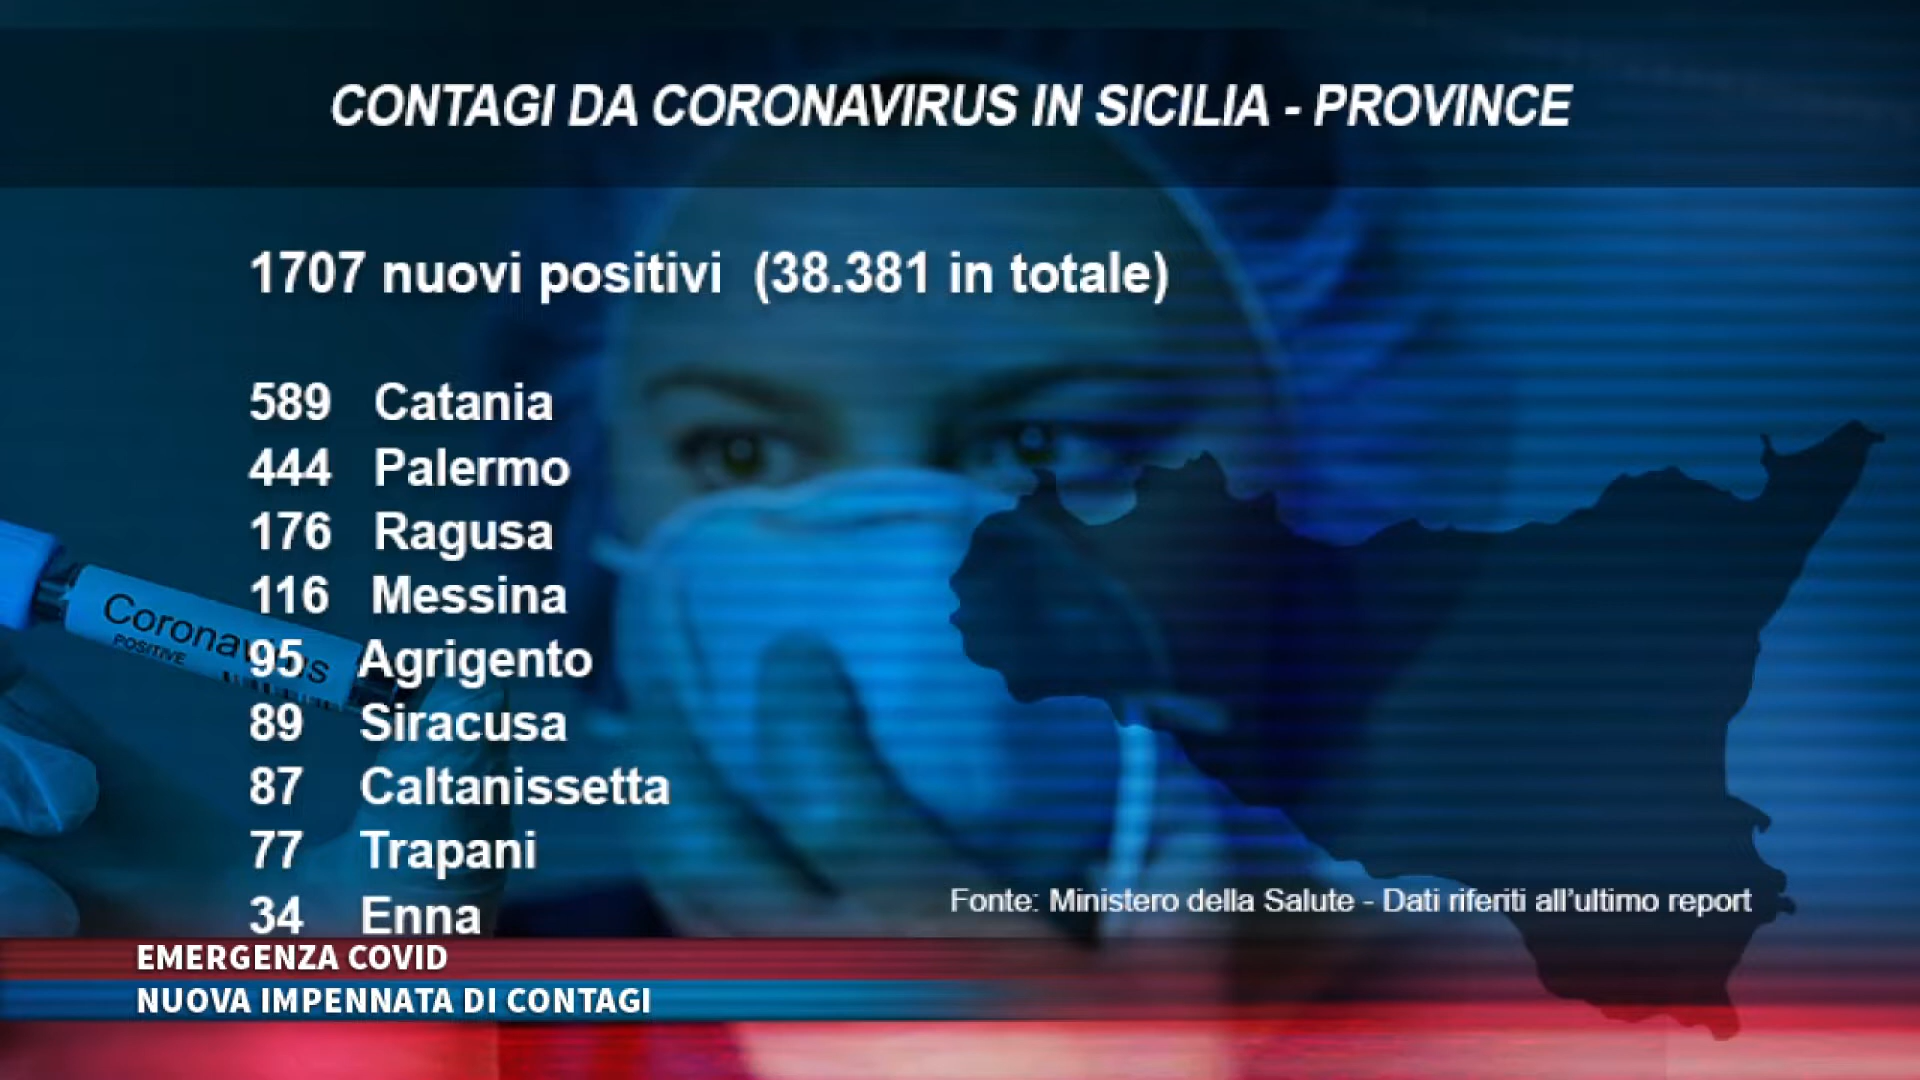 CONTAGI DA CORONAVIRUS IN SICILIA - PROVINCE
1707 nuovi positivi (38.381 in totale)
589 Catania
444 Palermo
176 Ragusa
116 Messina
95 Agrigento
89 Siracusa
87 Caltanissetta
77 Trapani
34 Enna
Coronavirus
POSITIVE
Fonte: Ministero della Salute - Dati riferiti all’ultimo report
EMERGENZA COVID
NUOVA IMPENNATA DI CONTAGI